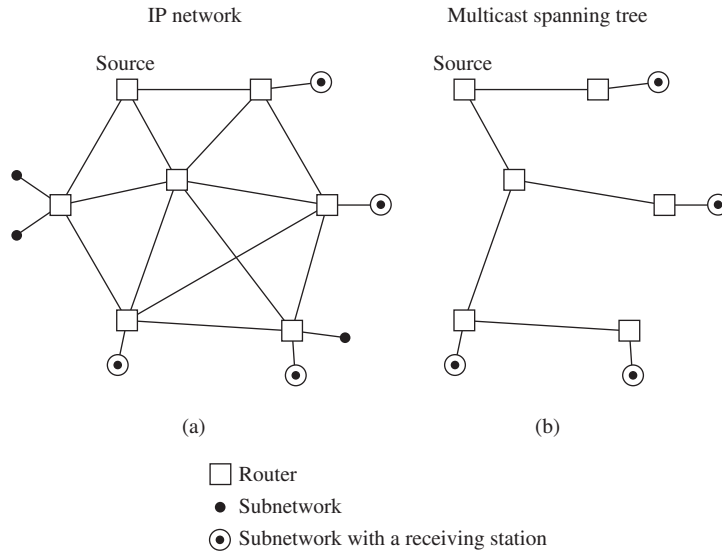 IP network
Multicast spanning tree
Source
Source
(a)
(b)
Router
Subnetwork
Subnetwork with a receiving station